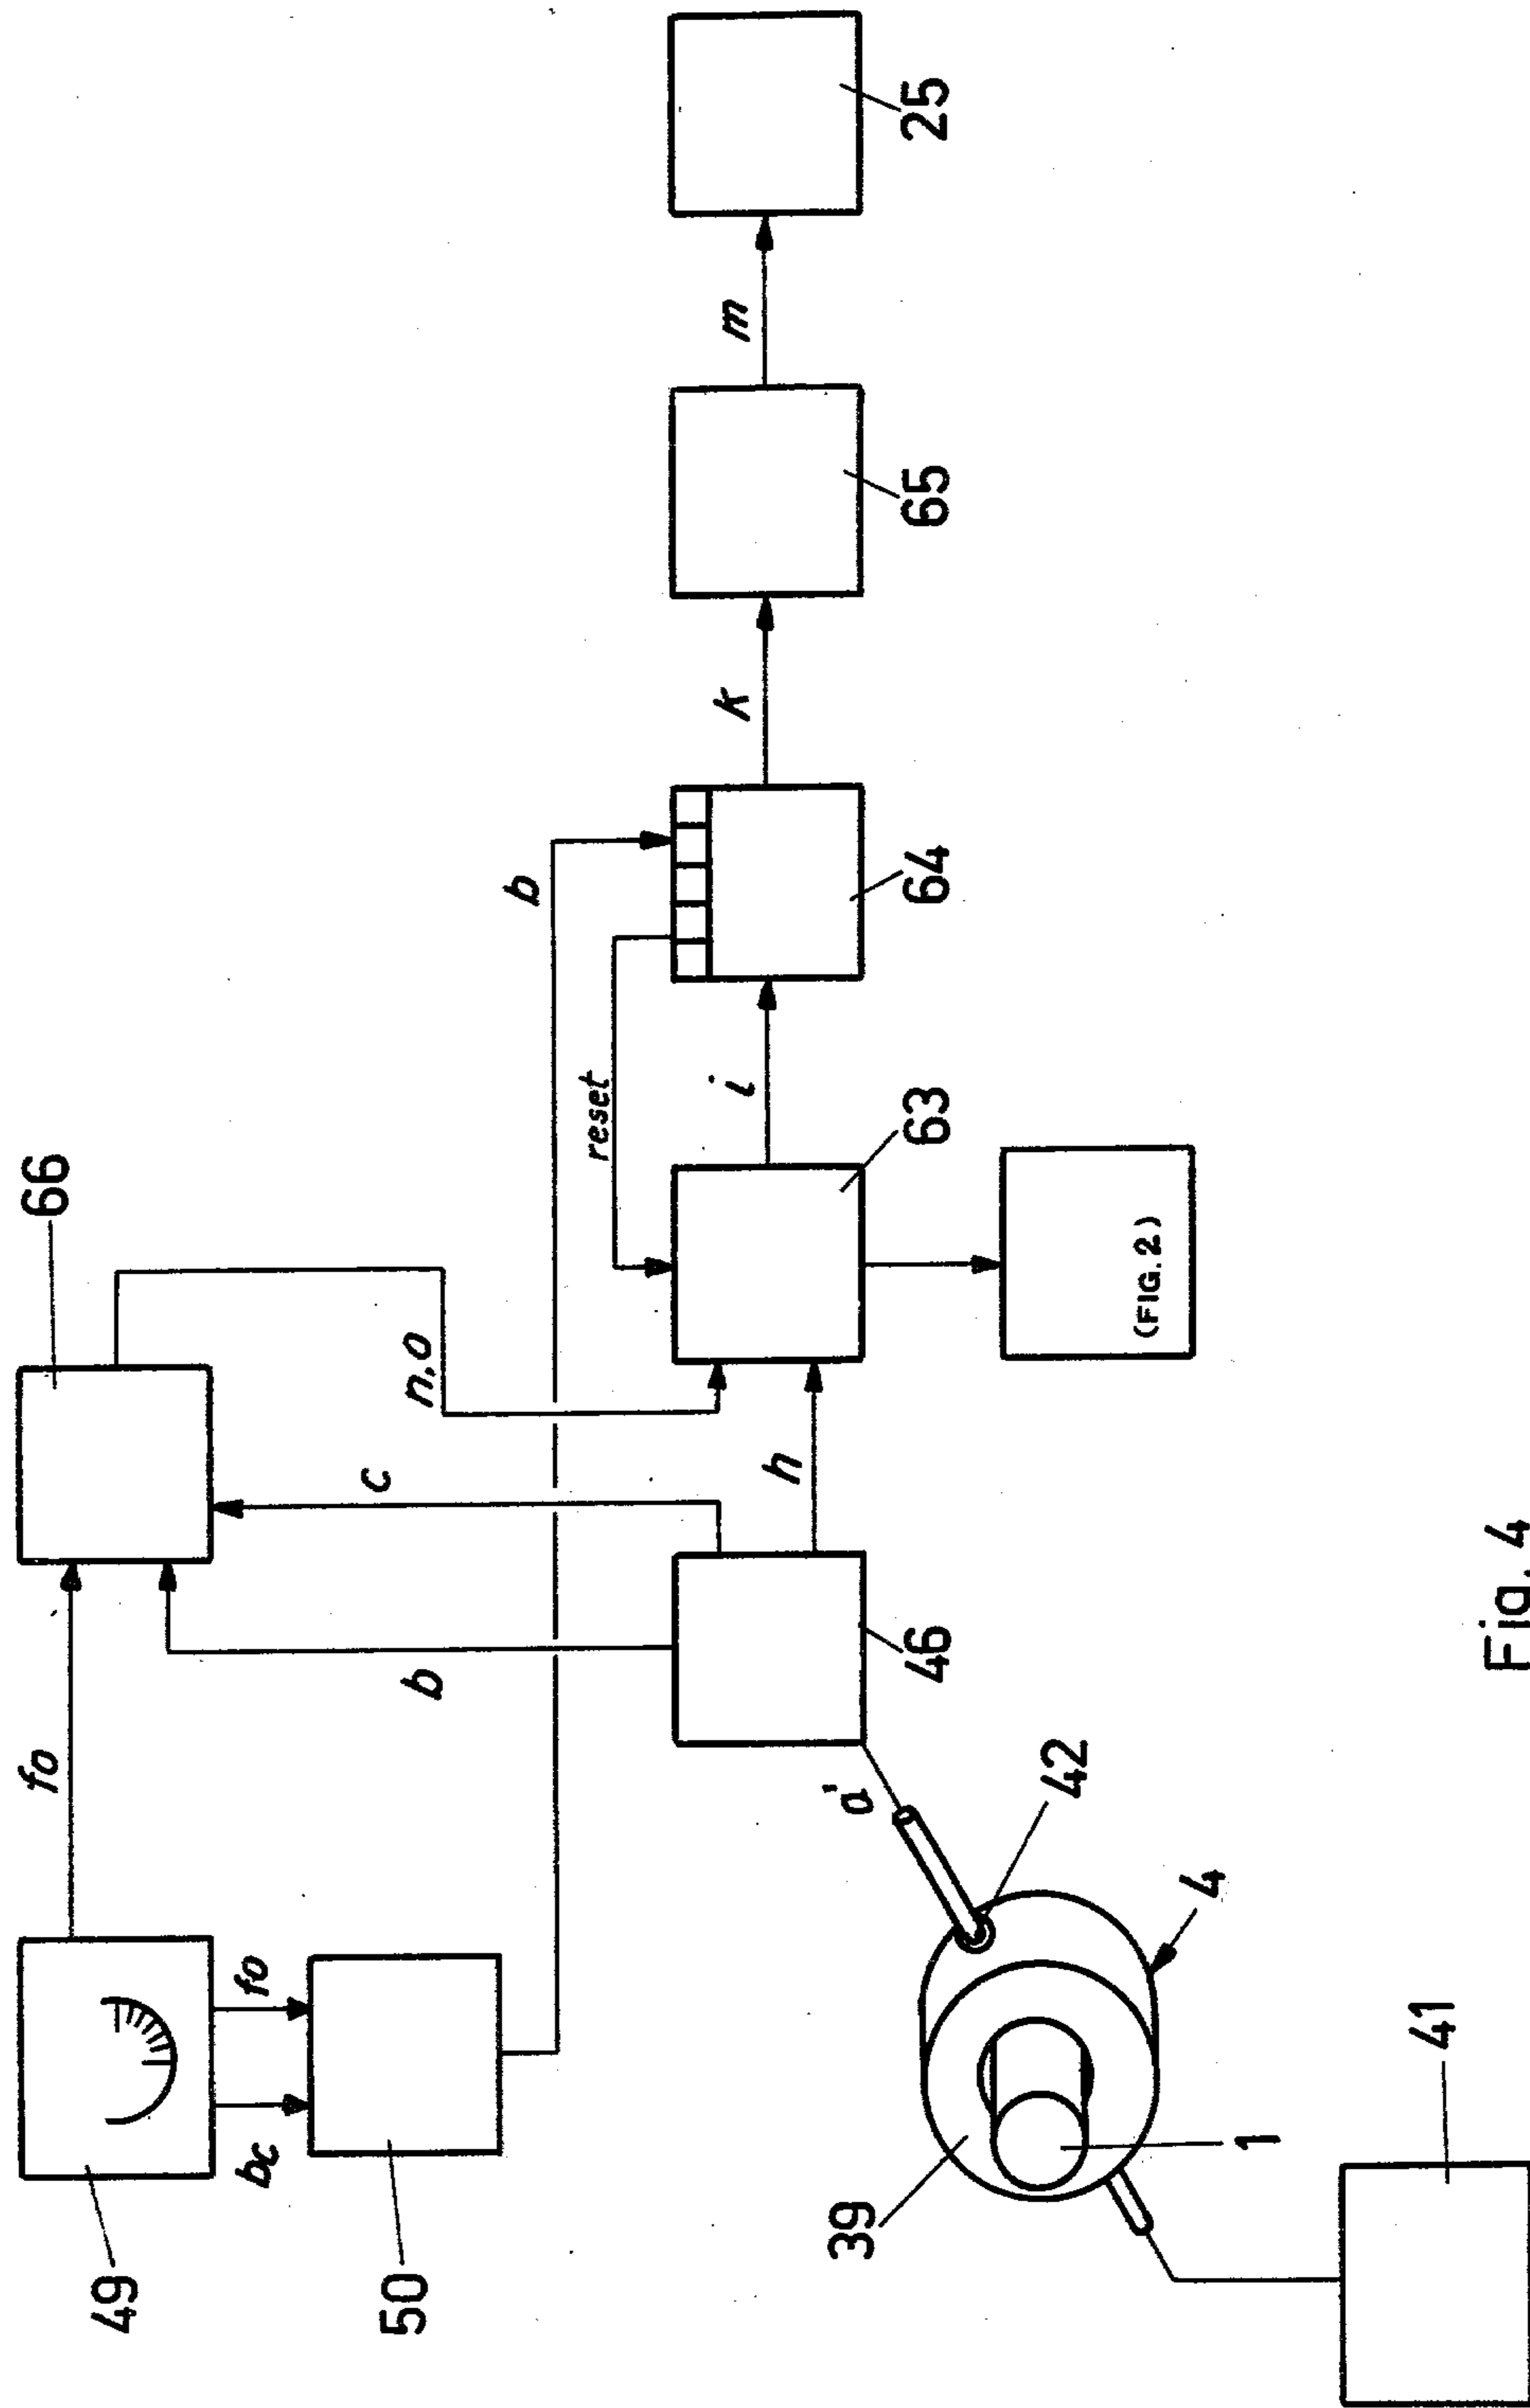 49
fo
66
fo
bc
50
b
c
n,o
b
reset
a'
46
h
63
i
64
k
65
m
25
(FIG. 2)
42
4
39
1
41
Fig. 4